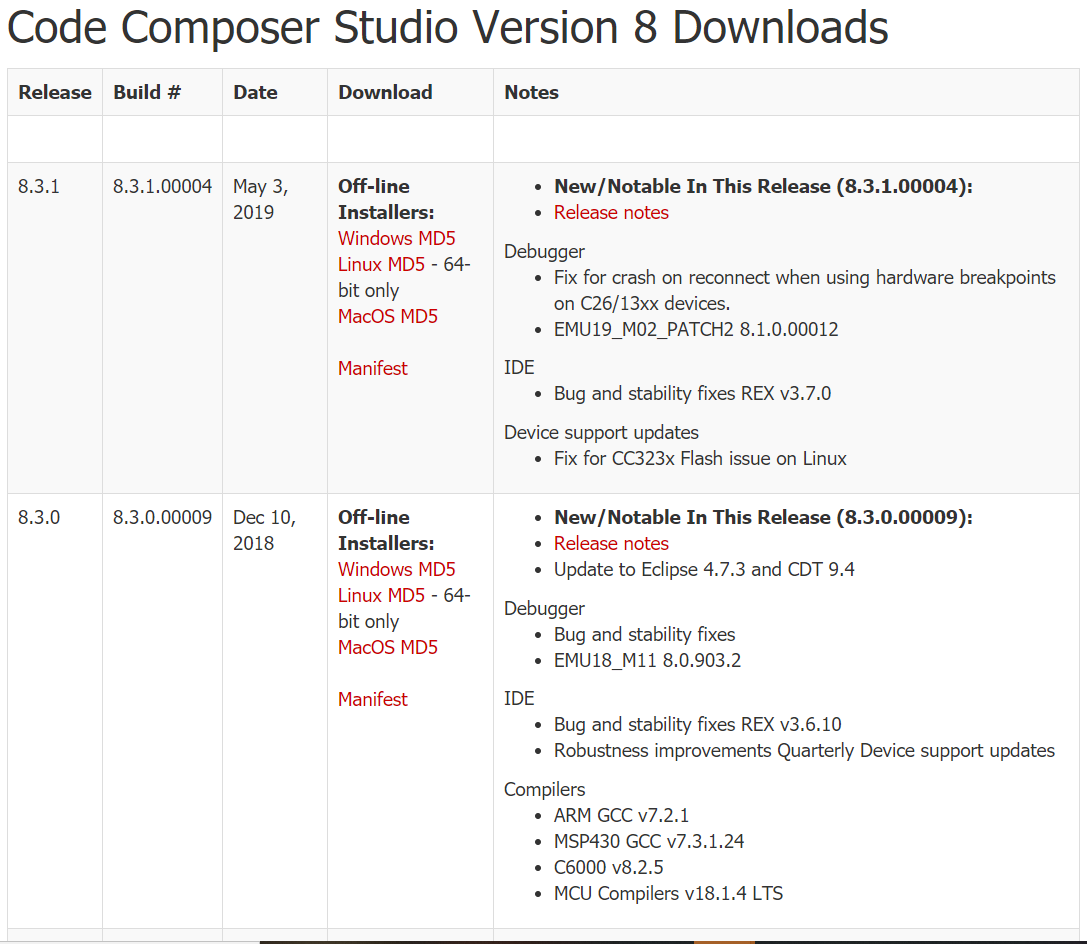 Code Composer Studio Version 8 Downloads
Release Build # Date Download Notes
8.3.1 8.3.1.00004 May 3,
2019
Off-line
Installers:
Windows MD5
Linux MD5 - 64-
bit only
MacOS MD5
Manifest
• New/Notable In This Release (8.3.1.00004):
• Release notes
Debugger
• Fix for crash on reconnect when using hardware breakpoints
on C26/13xx devices.
• EMU19_M02_PATCH2 8.1.0.00012
IDE
• Bug and stability fixes REX v3.7.0
Device support updates
• Fix for CC323x Flash issue on Linux
8.3.0 8.3.0.00009 Dec 10,
2018
Off-line
Installers:
Windows MD5
Linux MD5 - 64-
bit only
MacOS MD5
Manifest
• New/Notable In This Release (8.3.0.00009):
• Release notes
• Update to Eclipse 4.7.3 and CDT 9.4
Debugger
• Bug and stability fixes
• EMU18_M11 8.0.903.2
IDE
• Bug and stability fixes REX v3.6.10
• Robustness improvements Quarterly Device support updates
Compilers
• ARM GCC v7.2.1
• MSP430 GCC v7.3.1.24
• C6000 v8.2.5
• MCU Compilers v18.1.4 LTS